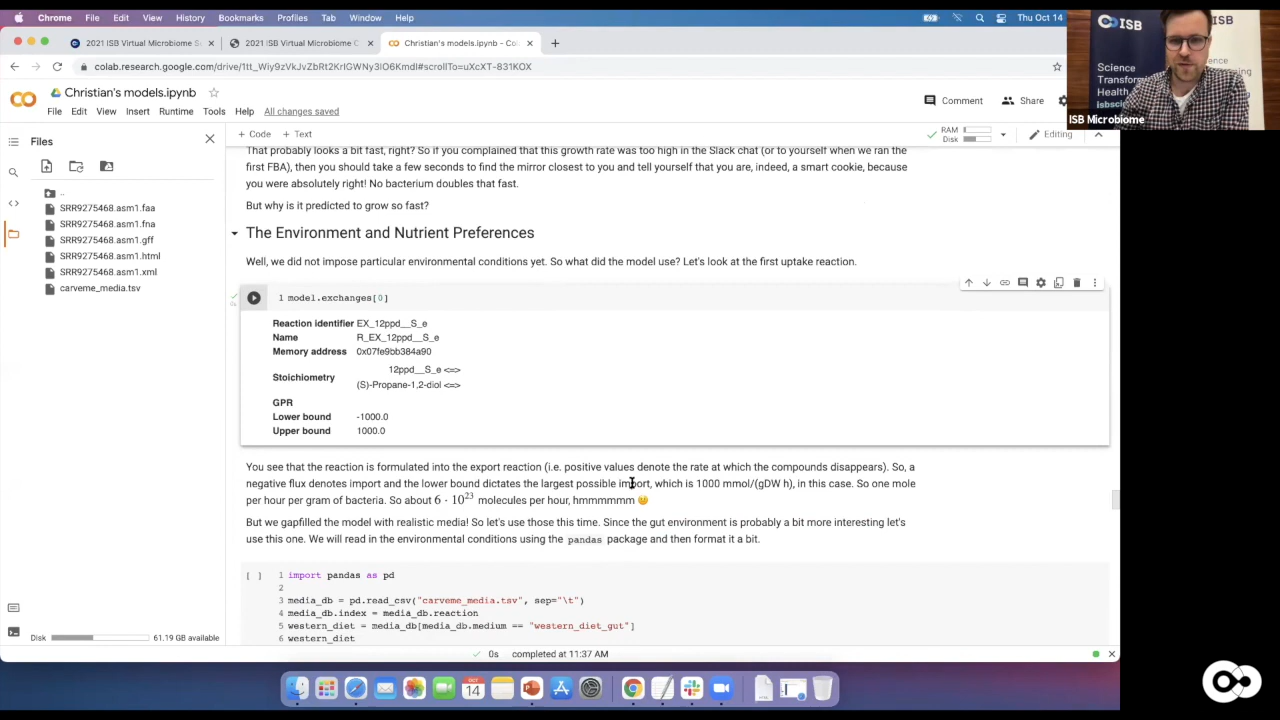 Chrome File Edit View History Bookmarks Profiles Tab Window Help Thu Oct 14
2021 ISB Virtual Microbiome S
2021 ISB Virtual Microbiome C
Christian's models.ipynb - Co
colab.research.google.com/drive/1tt_Wiy9zVkJvZbRt2KrIGWNy3iO6KmdI#scrollTo=uXcXT-831KOX
Christian's models.ipynb
File Edit View Insert Runtime Tools Help All changes saved
Comment
Share
ISB
Science
ISB Microbiome
Files
+ Code + Text
RAM
Disk
Editing
..
SRR9275468.asm1.faa
SRR9275468.asm1.fna
SRR9275468.asm1.gff
SRR9275468.asm1.html
SRR9275468.asm1.xml
carveme_media.tsv
That probably looks a bit fast, right? So if you complained that this growth rate was too high in the Slack chat (or to yourself when we ran the
first FBA), then you should take a few seconds to find the mirror closest to you and tell yourself that you are, indeed, a smart cookie, because
you were absolutely right! No bacterium doubles that fast.
But why is it predicted to grow so fast?
The Environment and Nutrient Preferences
Well, we did not impose particular environmental conditions yet. So what did the model use? Let's look at the first uptake reaction.
1 model.exchanges[0]
Reaction identifier EX_12ppd__S_e
Name R_EX_12ppd__S_e
Memory address 0x07fe9bb384a90
Stoichiometry
12ppd__S_e <=>
(S)-Propane-1,2-diol <=>
GPR
Lower bound -1000.0
Upper bound 1000.0
You see that the reaction is formulated into the export reaction (i.e. positive values denote the rate at which the compounds disappears). So, a
negative flux denotes import and the lower bound dictates the largest possible import, which is 1000 mmol/(gDW h), in this case. So one mole
per hour per gram of bacteria. So about 6 · 10²³ molecules per hour, hmmmmmm 🤨
But we gapfilled the model with realistic media! So let's use those this time. Since the gut environment is probably a bit more interesting let's
use this one. We will read in the environmental conditions using the pandas package and then format it a bit.
[ ] 1 import pandas as pd
2
3 media_db = pd.read_csv("carveme_media.tsv", sep="\t")
4 media_db.index = media_db.reaction
5 western_diet = media_db[media_db.medium == "western_diet_gut"]
6 western_diet
Disk 61.19 GB available
0s completed at 11:37 AM
OCT
14